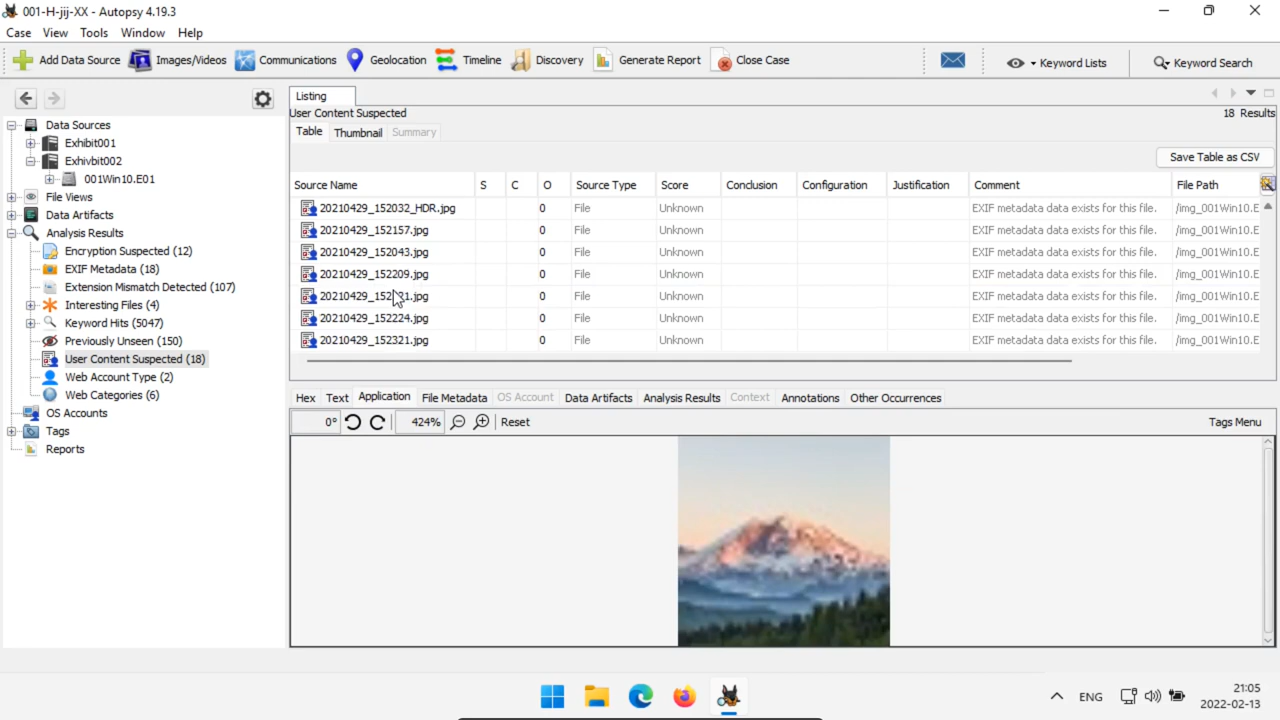 001-H-jij-XX - Autopsy 4.19.3
Case View Tools Window Help
Add Data Source Images/Videos Communications Geolocation Timeline Discovery Generate Report Close Case Keyword Lists Keyword Search
Listing
User Content Suspected 18 Results
Table Thumbnail Summary
Save Table as CSV
Data Sources
Exhibit001
Exhivbit002
001Win10.E01
File Views
Data Artifacts
Analysis Results
Encryption Suspected (12)
EXIF Metadata (18)
Extension Mismatch Detected (107)
Interesting Files (4)
Keyword Hits (5047)
Previously Unseen (150)
User Content Suspected (18)
Web Account Type (2)
Web Categories (6)
OS Accounts
Tags
Reports
Source Name S C O Source Type Score Conclusion Configuration Justification Comment File Path
20210429_152032_HDR.jpg 0 File Unknown EXIF metadata data exists for this file. /img_001Win10.E
20210429_152157.jpg 0 File Unknown EXIF metadata data exists for this file. /img_001Win10.E
20210429_152043.jpg 0 File Unknown EXIF metadata data exists for this file. /img_001Win10.E
20210429_152209.jpg 0 File Unknown EXIF metadata data exists for this file. /img_001Win10.E
0 File Unknown EXIF metadata data exists for this file. /img_001Win10.E
20210429_152224.jpg 0 File Unknown EXIF metadata data exists for this file. /img_001Win10.E
20210429_152321.jpg 0 File Unknown EXIF metadata data exists for this file. /img_001Win10.E
Hex Text Application File Metadata OS Account Data Artifacts Analysis Results Context Annotations Other Occurrences
0° 424% Reset Tags Menu
ENG
21:05
2022-02-13